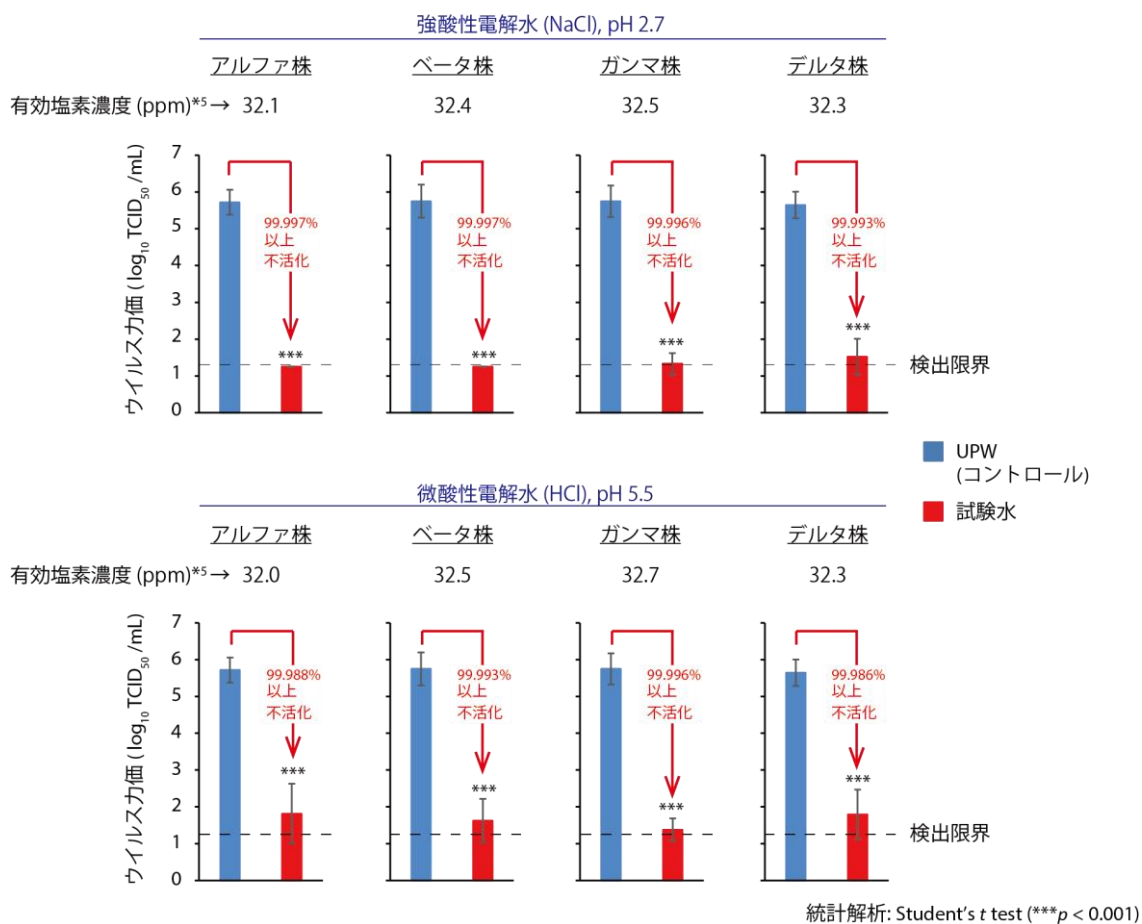 強酸性電解水 (NaCl), pH 2.7
アルファ株 ベータ株 ガンマ株 デルタ株
有効塩素濃度 (ppm)*5→ 32.1 32.4 32.5 32.3
ウイルス力価 (log10 TCID50 /mL)
7
6
5
4
3
2
1
0
99.997%
以上
不活化
***
99.997%
以上
不活化
***
99.996%
以上
不活化
***
99.993%
以上
不活化
***
検出限界
UPW
(コントロール)
試験水
微酸性電解水 (HCl), pH 5.5
アルファ株 ベータ株 ガンマ株 デルタ株
有効塩素濃度 (ppm)*5→ 32.0 32.5 32.7 32.3
ウイルス力価 (log10 TCID50 /mL)
7
6
5
4
3
2
1
0
99.988%
以上
不活化
***
99.993%
以上
不活化
***
99.996%
以上
不活化
***
99.986%
以上
不活化
***
検出限界
統計解析: Student's t test (***p < 0.001)